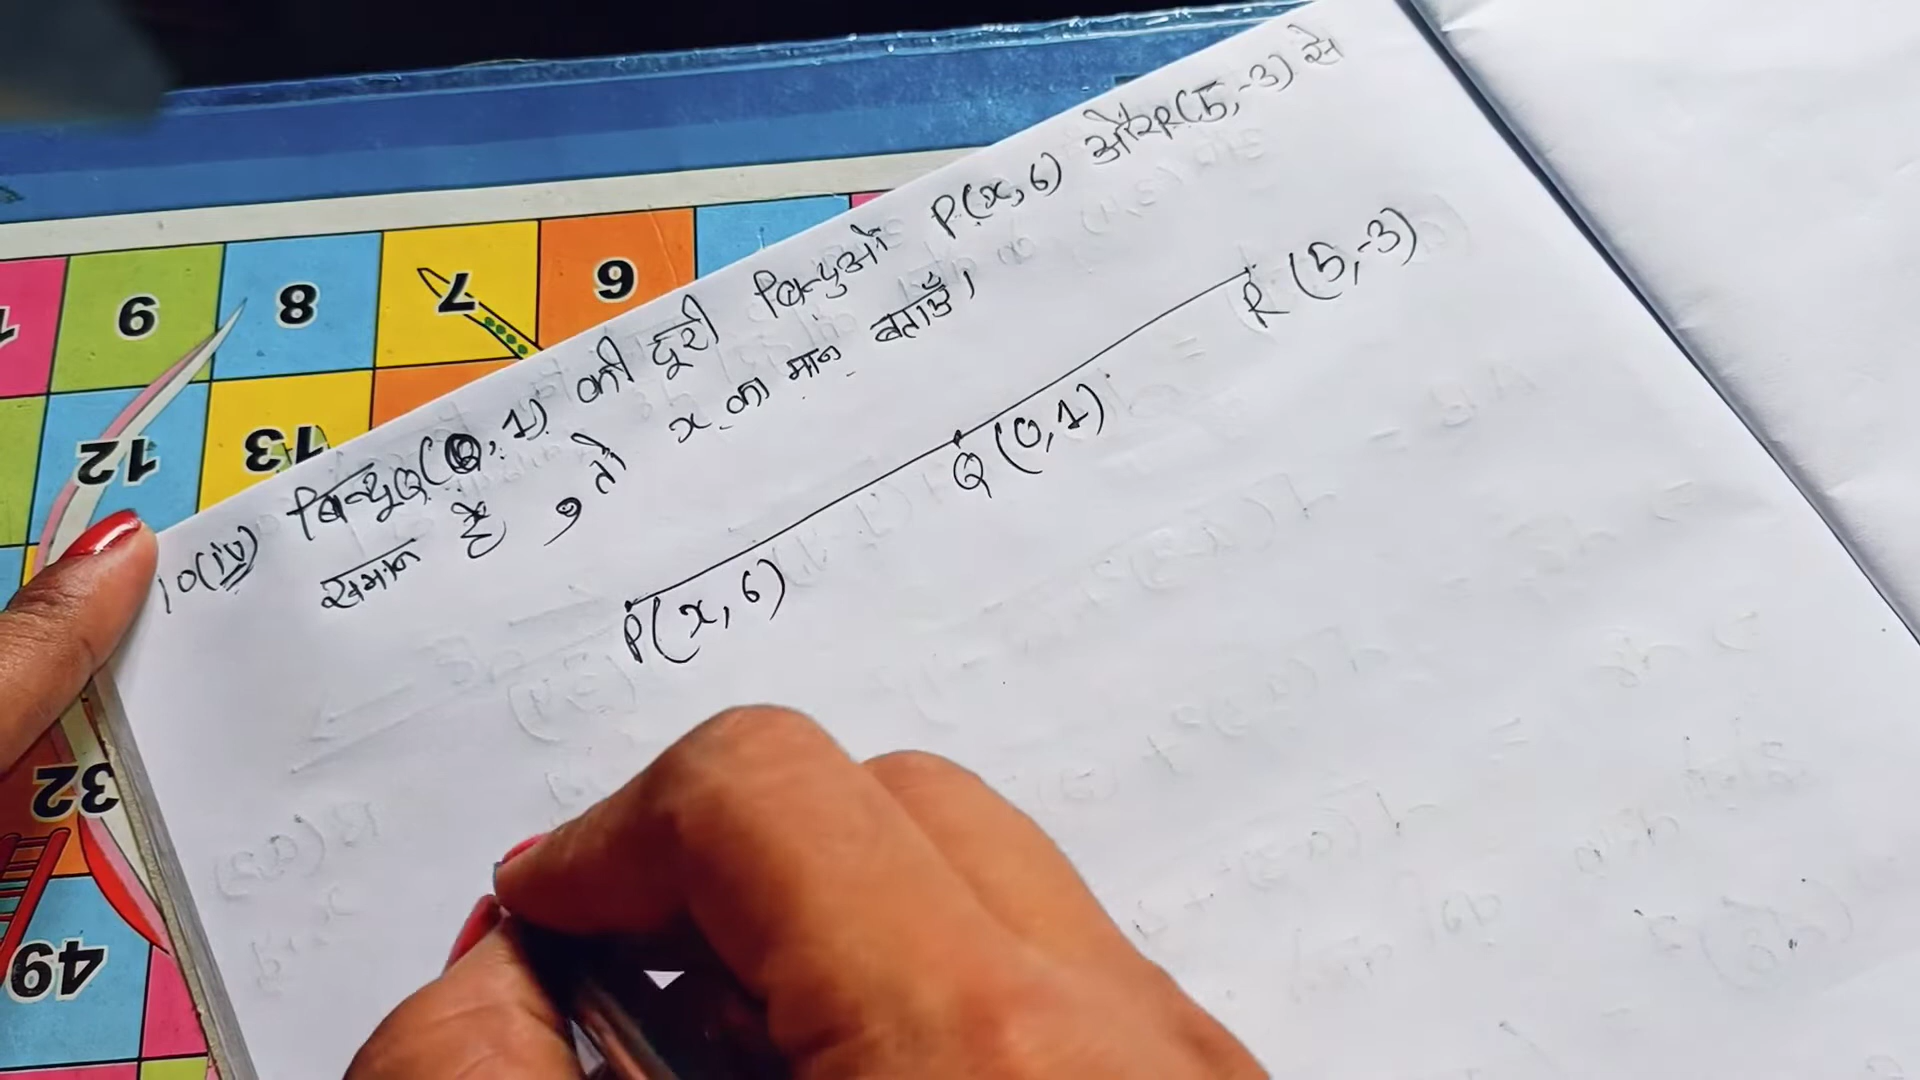 10(iv) बिन्दु Q(0, 1) की दूरी बिन्दुओं P(x, 6) और R(5, -3) से
समान है , तो x का मान बताएँ।
R (5, -3)
Q (0, 1)
P(x, 6)
9
8
7
6
12
13
32
49